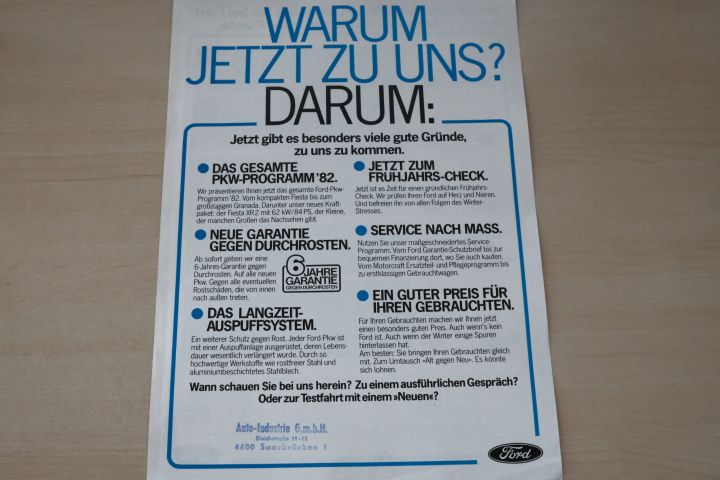 WARUM
JETZT ZU UNS?
DARUM:
Jetzt gibt es besonders viele gute Gründe,
zu uns zu kommen.
DAS GESAMTE
PKW-PROGRAMM '82.
Wir präsentieren Ihnen jetzt das gesamte Ford-Pkw-
Programm '82. Vom kompakten Fiesta bis zum
großzügigen Granada. Darunter unser neues Kraft-
paket: der Fiesta XR2 mit 62 kW/84 PS, der Kleine,
der manchen Großen das Nachsehen gibt.
NEUE GARANTIE
GEGEN DURCHROSTEN.
Ab sofort geben wir eine
6-Jahres-Garantie gegen
Durchrosten. Auf alle neuen
Pkw. Gegen alle eventuellen
Rostschäden, die von innen
nach außen treten.
6
JAHRE
GARANTIE
GEGEN DURCHROSTEN
DAS LANGZEIT-
AUSPUFFSYSTEM.
Ein weiterer Schutz gegen Rost. Jeder Ford-Pkw ist
mit einer Auspuffanlage ausgerüstet, deren Lebens-
dauer wesentlich verlängert wurde. Durch so
hochwertige Werkstoffe wie rostfreier Stahl und
aluminiumbeschichtetes Stahlblech.
JETZT ZUM
FRÜHJAHRS-CHECK.
Jetzt ist es Zeit für einen gründlichen Frühjahrs-
Check. Wir prüfen Ihren Ford auf Herz und Nieren.
Und befreien ihn von allen Folgen des Winter-
Stresses.
SERVICE NACH MASS.
Nutzen Sie unser maßgeschneidertes Service-
Programm. Vom Ford Garantie-Schutzbrief bis zur
bequemen Finanzierung dort, wo Sie auch kaufen.
Vom Motorcraft Ersatzteil- und Pflegeprogramm bis
zu erstklassigen Gebrauchtwagen.
EIN GUTER PREIS FÜR
IHREN GEBRAUCHTEN.
Für Ihren Gebrauchten machen wir Ihnen jetzt
einen besonders guten Preis. Auch wenn's kein
Ford ist. Auch wenn der Winter einige Spuren
hinterlassen hat.
Am besten: Sie bringen Ihren Gebrauchten gleich
mit. Zum Umtausch »Alt gegen Neu«. Es könnte
sich lohnen.
Wann schauen Sie bei uns herein? Zu einem ausführlichen Gespräch?
Oder zur Testfahrt mit einem »Neuen«?
Auto-Industrie G.m.b.H.
6600 Saarbrücken 3
Ford